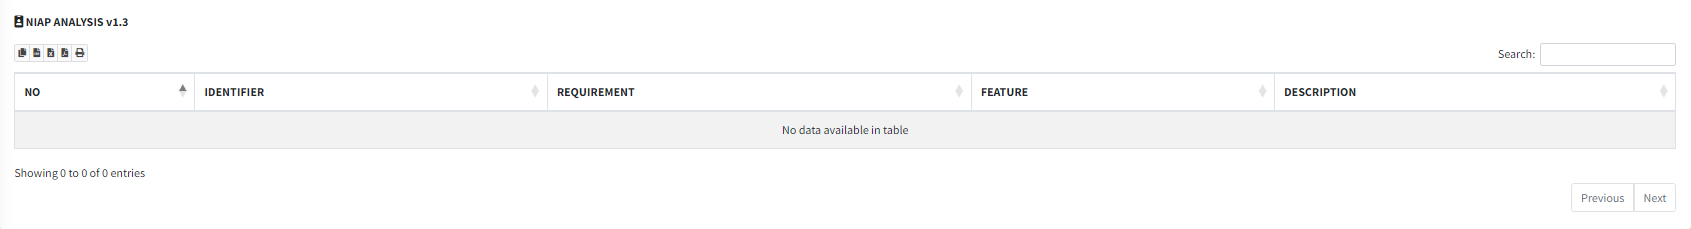 NIAP ANALYSIS v1.3
Search:
NO IDENTIFIER REQUIREMENT FEATURE DESCRIPTION
No data available in table
Showing 0 to 0 of 0 entries
Previous Next